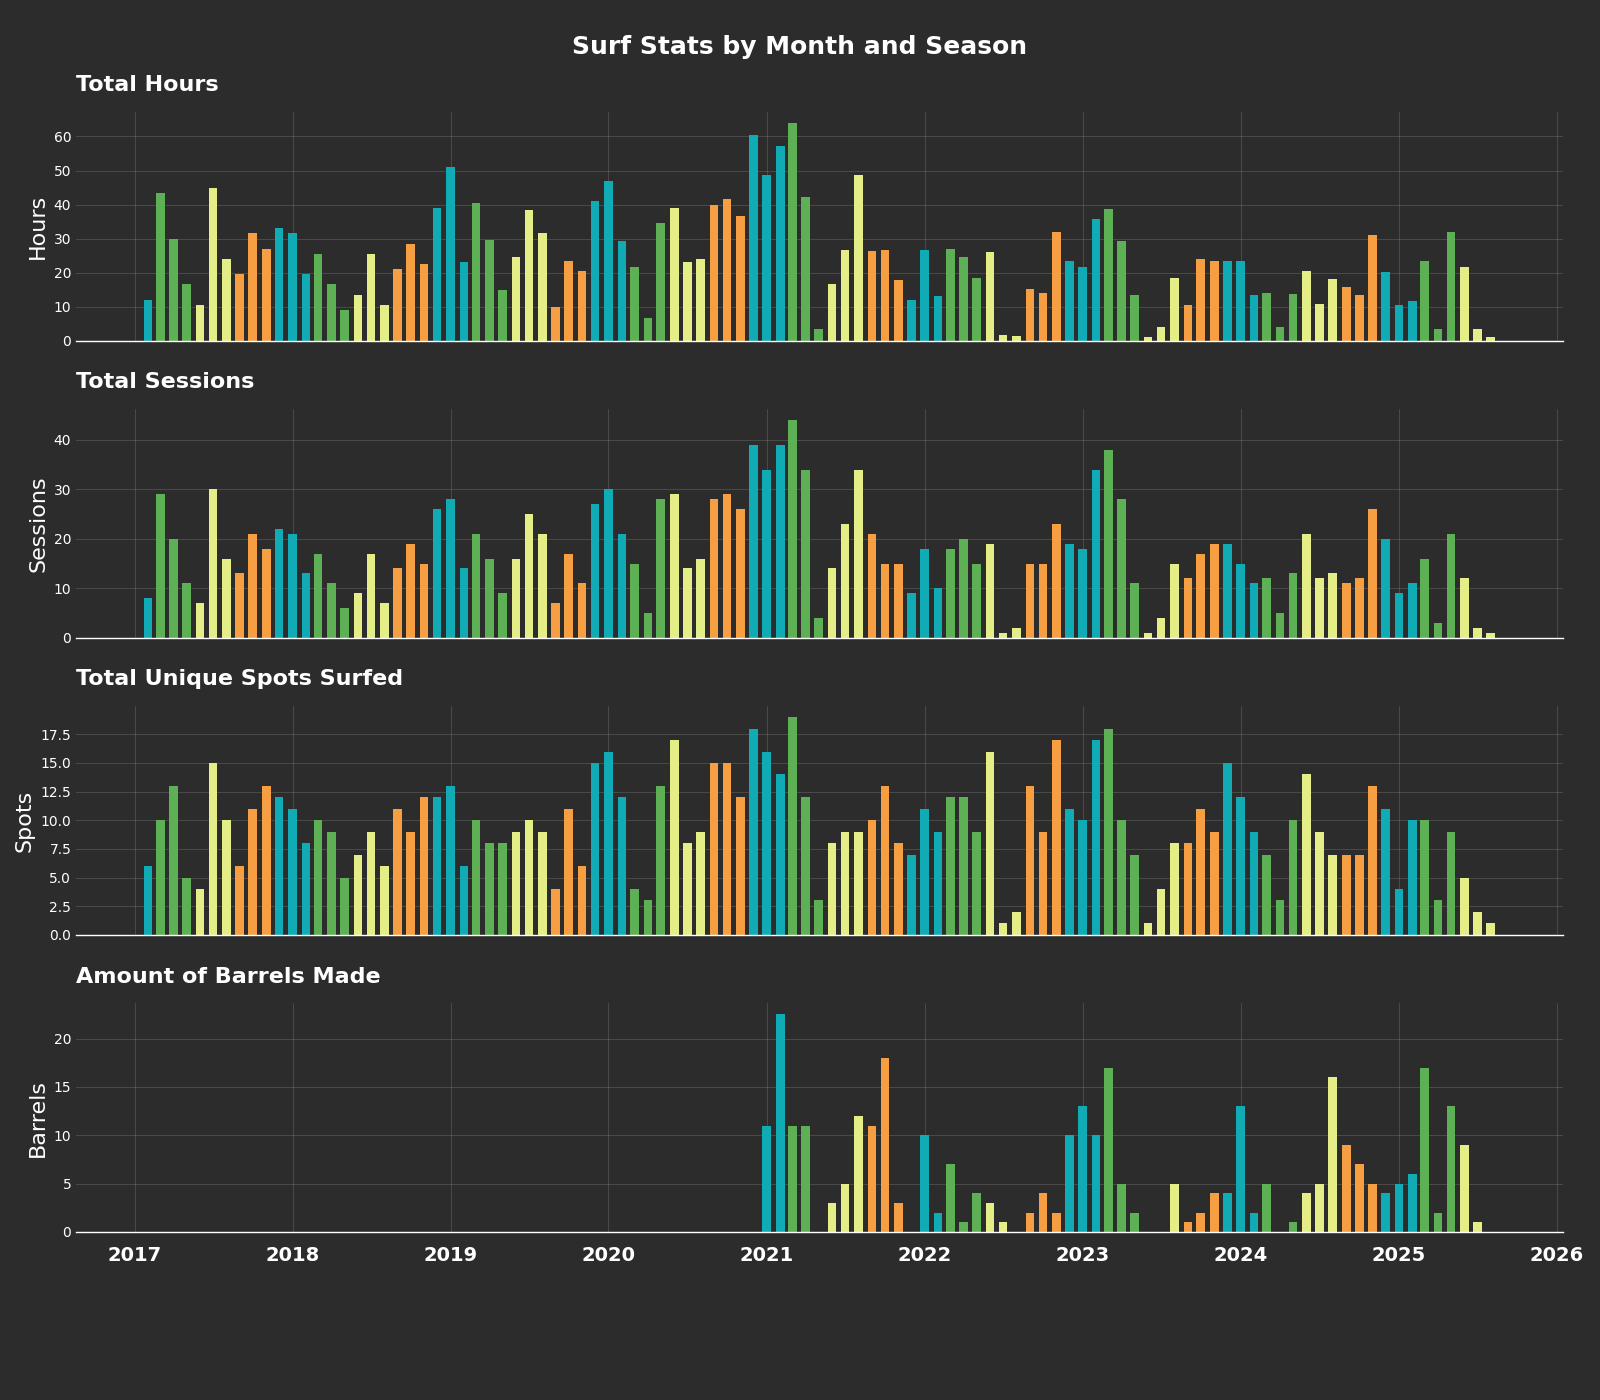 Surf Stats by Month and Season
Total Hours
Hours
60
50
40
30
20
10
0
Total Sessions
Sessions
40
30
20
10
0
Total Unique Spots Surfed
Spots
17.5
15.0
12.5
10.0
7.5
5.0
2.5
0.0
Amount of Barrels Made
Barrels
20
15
10
5
0
2017 2018 2019 2020 2021 2022 2023 2024 2025 2026